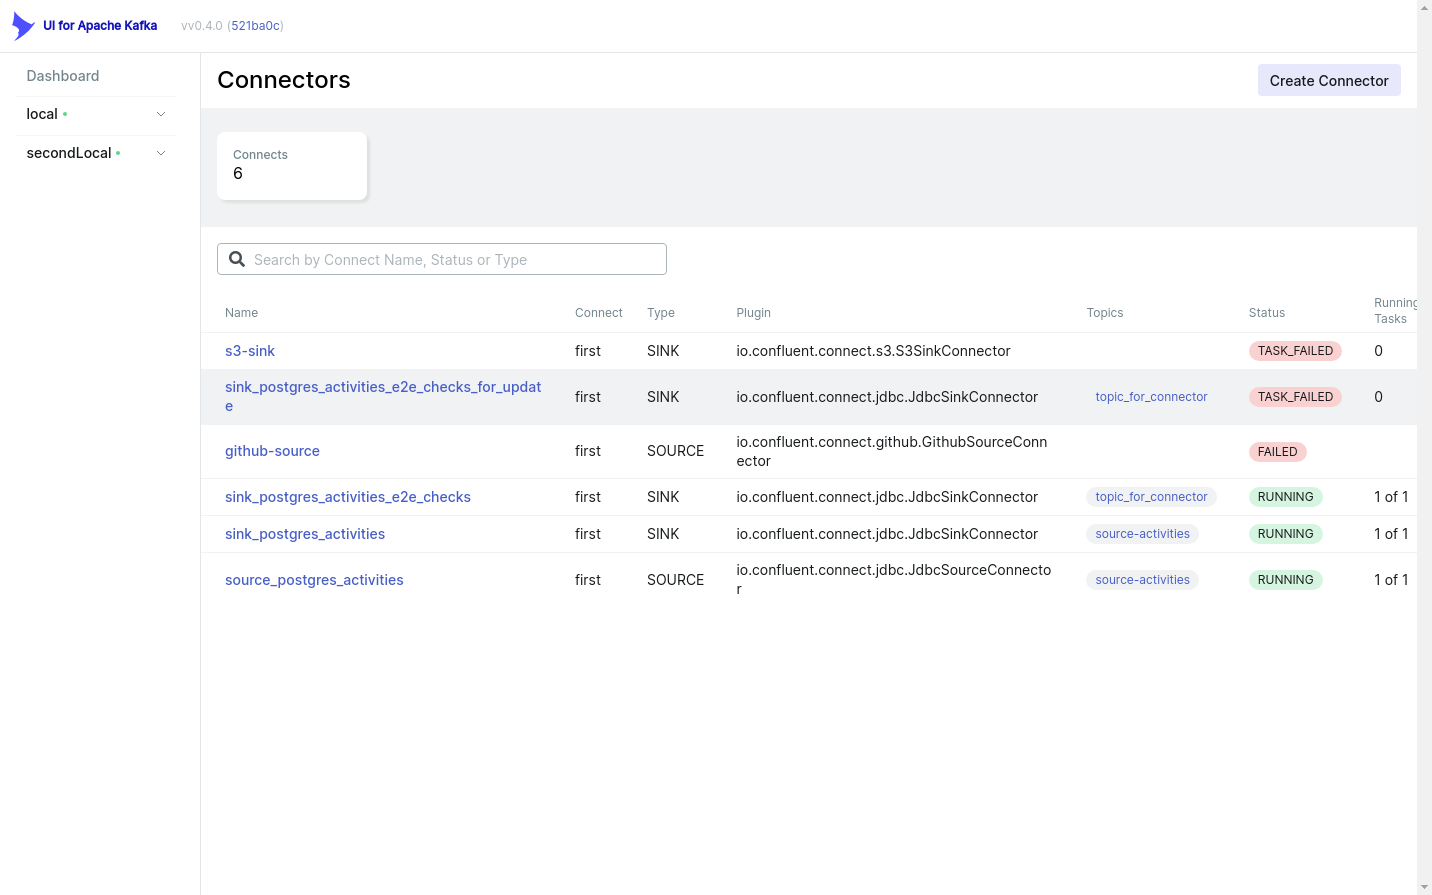 UI for Apache Kafka vv0.4.0 (521ba0c)
Dashboard
local
secondLocal
Connectors
Create Connector
Connects
6
Search by Connect Name, Status or Type
Name Connect Type Plugin Topics Status Running
Tasks
s3-sink first SINK io.confluent.connect.s3.S3SinkConnector TASK_FAILED 0
sink_postgres_activities_e2e_checks_for_updat
e
first SINK io.confluent.connect.jdbc.JdbcSinkConnector topic_for_connector TASK_FAILED 0
github-source first SOURCE io.confluent.connect.github.GithubSourceConn
ector
FAILED
sink_postgres_activities_e2e_checks first SINK io.confluent.connect.jdbc.JdbcSinkConnector topic_for_connector RUNNING 1 of 1
sink_postgres_activities first SINK io.confluent.connect.jdbc.JdbcSinkConnector source-activities RUNNING 1 of 1
source_postgres_activities first SOURCE io.confluent.connect.jdbc.JdbcSourceConnecto
r
source-activities RUNNING 1 of 1